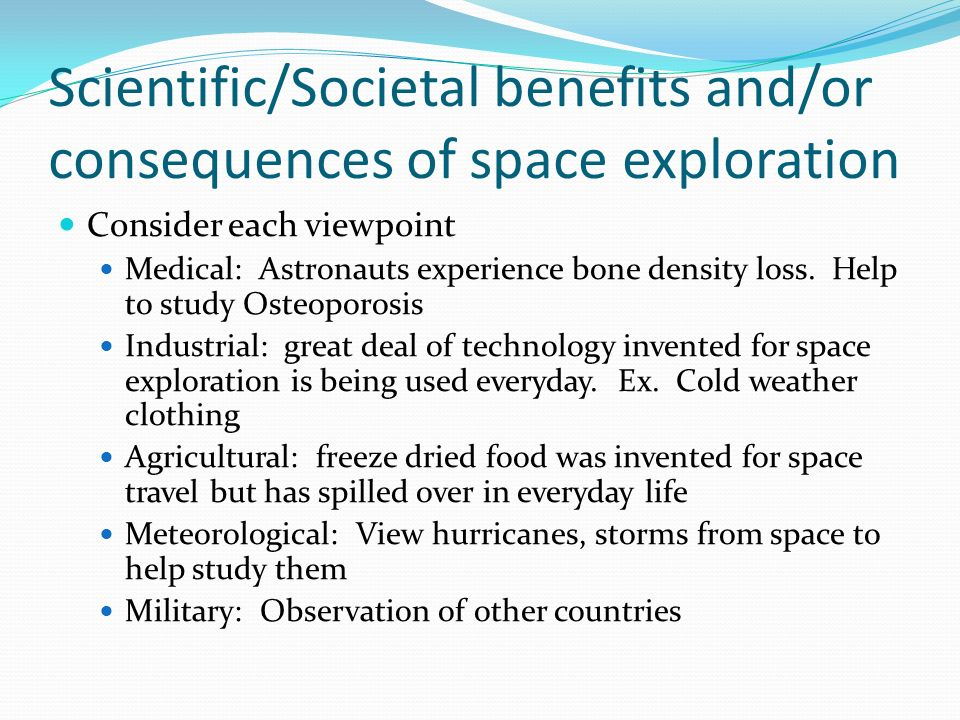 Scientific/Societal benefits and/or
consequences of space exploration
Consider each viewpoint
Medical: Astronauts experience bone density loss. Help
to study Osteoporosis
Industrial: great deal of technology invented for space
exploration is being used everyday. Ex. Cold weather
clothing
Agricultural: freeze dried food was invented for space
travel but has spilled over in everyday life
Meteorological: View hurricanes, storms from space to
help study them
Military: Observation of other countries